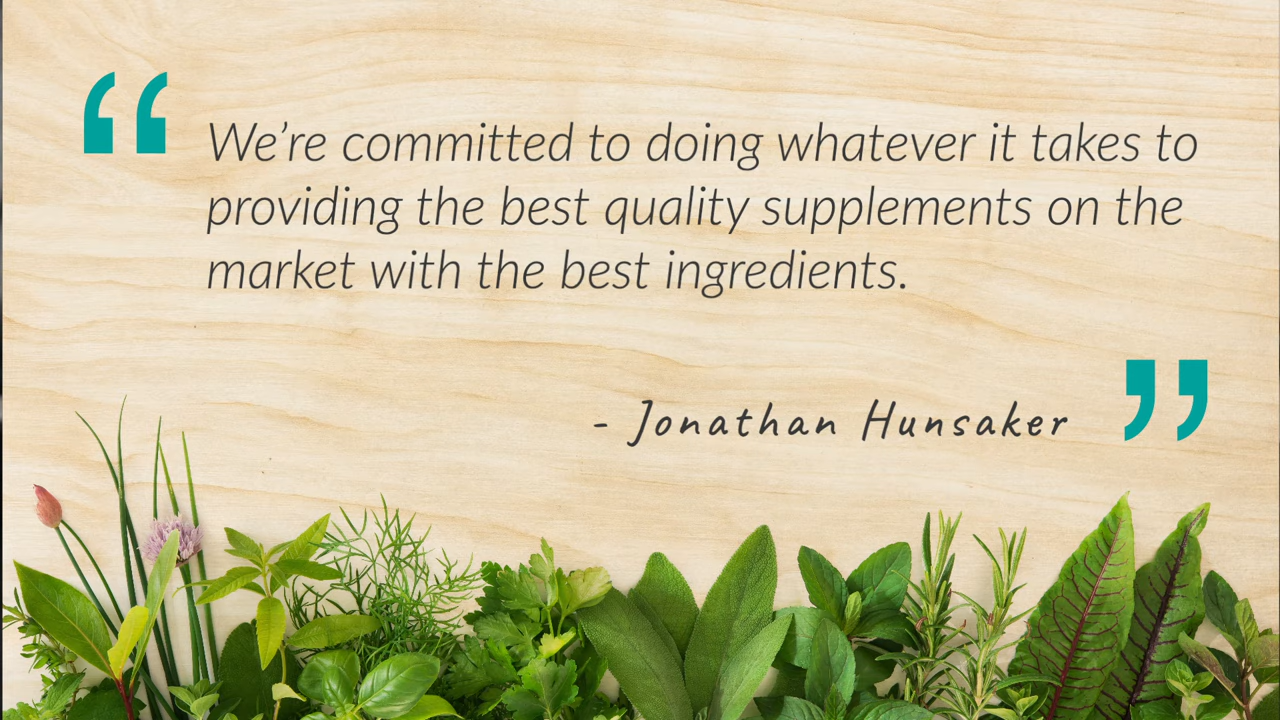 “We’re committed to doing whatever it takes to
providing the best quality supplements on the
market with the best ingredients.
- Jonathan Hunsaker ”